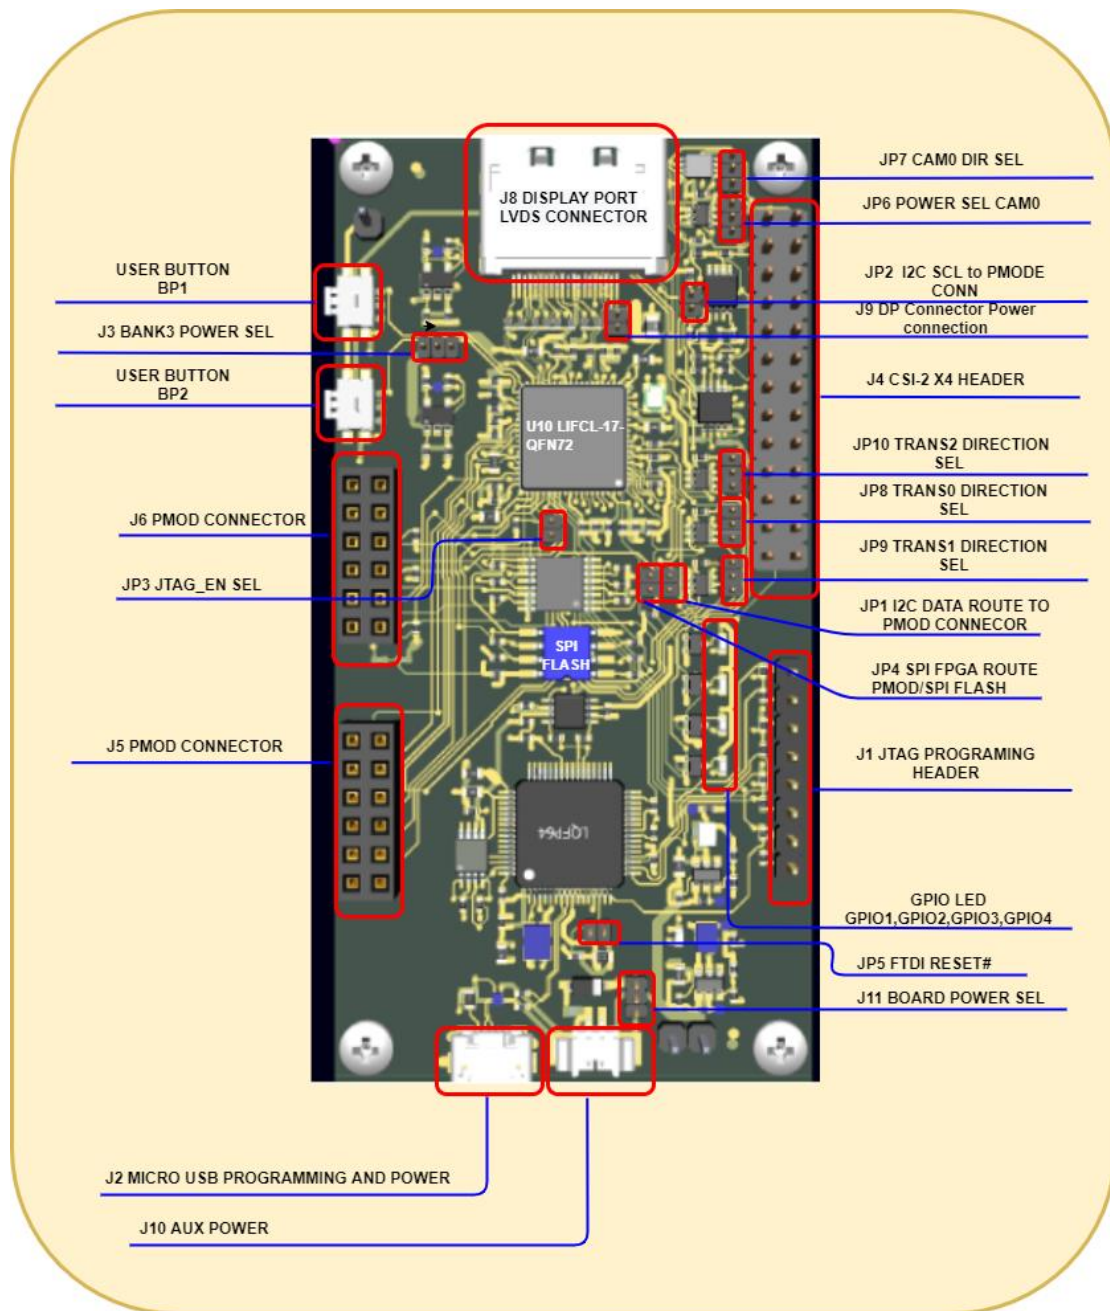 J8 DISPLAY PORT
LVDS CONNECTOR
JP7 CAM0 DIR SEL
JP6 POWER SEL CAM0
USER BUTTON
BP1
JP2 I2C SCL to PMODE
CONN
J9 DP Connector Power
connection
J3 BANK3 POWER SEL
USER BUTTON
BP2
J4 CSI-2 X4 HEADER
U10 LIFCL-17-
QFN72
JP10 TRANS2 DIRECTION
SEL
JP8 TRANS0 DIRECTION
SEL
J6 PMOD CONNECTOR
JP9 TRANS1 DIRECTION
SEL
JP3 JTAG_EN SEL
JP1 I2C DATA ROUTE TO
PMOD CONNECOR
SPI
FLASH
JP4 SPI FPGA ROUTE
PMOD/SPI FLASH
J5 PMOD CONNECTOR
J1 JTAG PROGRAMING
HEADER
LQFP64
GPIO LED
GPIO1,GPIO2,GPIO3,GPIO4
JP5 FTDI RESET#
J11 BOARD POWER SEL
J2 MICRO USB PROGRAMMING AND POWER
J10 AUX POWER